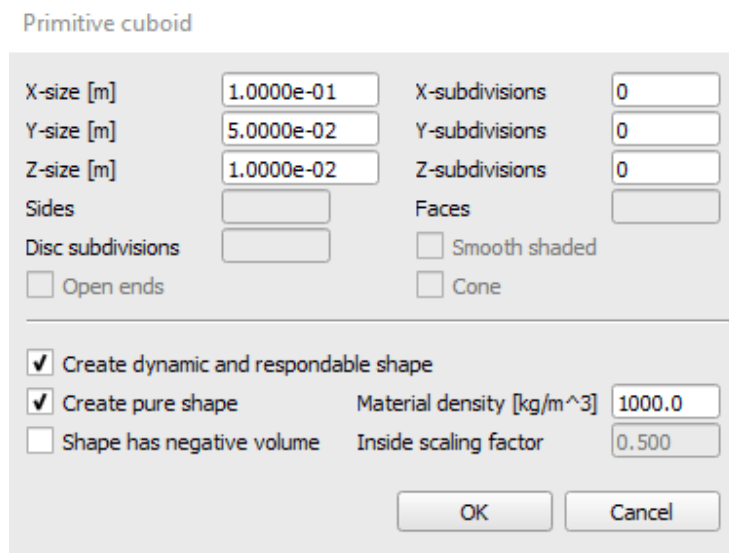 Primitive cuboid
X-size [m] 1.0000e-01 X-subdivisions 0
Y-size [m] 5.0000e-02 Y-subdivisions 0
Z-size [m] 1.0000e-02 Z-subdivisions 0
Sides Faces
Disc subdivisions Smooth shaded
Open ends Cone
Create dynamic and respondable shape
Create pure shape Material density [kg/m^3] 1000.0
Shape has negative volume Inside scaling factor 0.500
OK Cancel